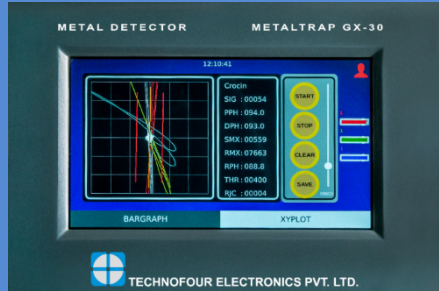 METAL DETECTOR METALTRAP GX-30
12:10:41
Crocin
SIG :00054
PPH :094.0
DPH :093.0
SMX:00559
RMX:07663
RPH :088.8
THR :00400
RJC :00004
START
STOP
CLEAR
SAVE
BARGRAPH XYPLOT
TECHNOFOUR ELECTRONICS PVT. LTD.